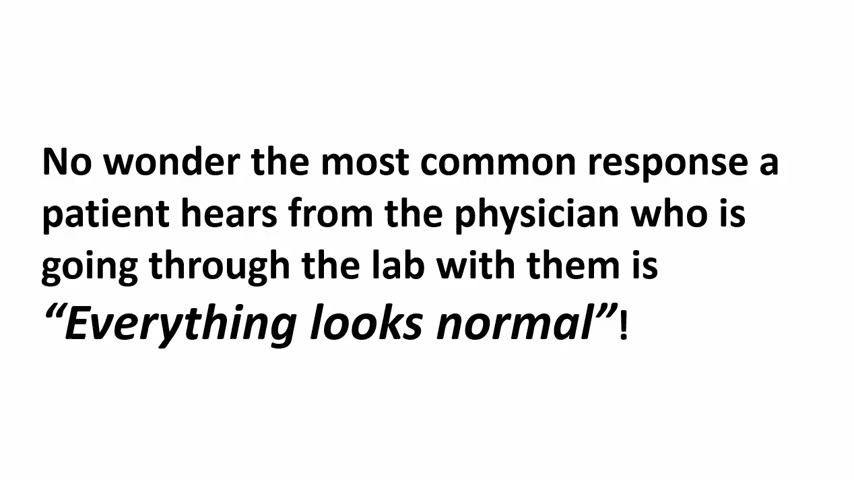 No wonder the most common response a
patient hears from the physician who is
going through the lab with them is
“Everything looks normal”!